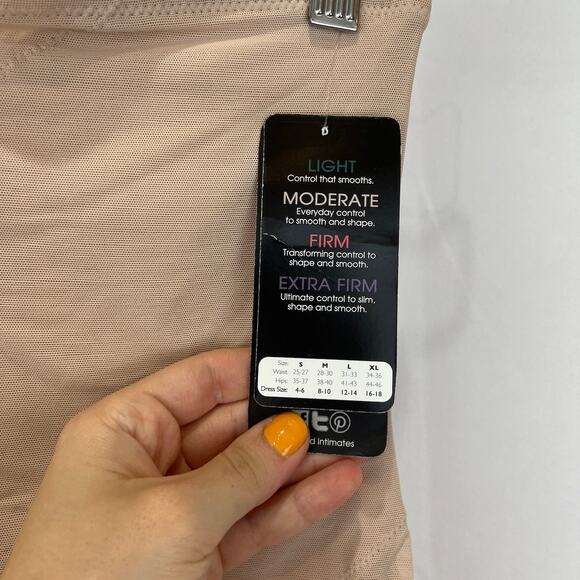 LIGHT
Control that smooths.
MODERATE
Everyday control
to smooth and shape.
FIRM
Transforming control to
shape and smooth.
EXTRA FIRM
Ultimate control to slim,
shape and smooth.
Size: S M L XL
Waist: 25-27 28-30 31-33 34-36
Hips: 35-37 38-40 41-43 44-46
Dress Size: 4-6 8-10 12-14 16-18
intimates